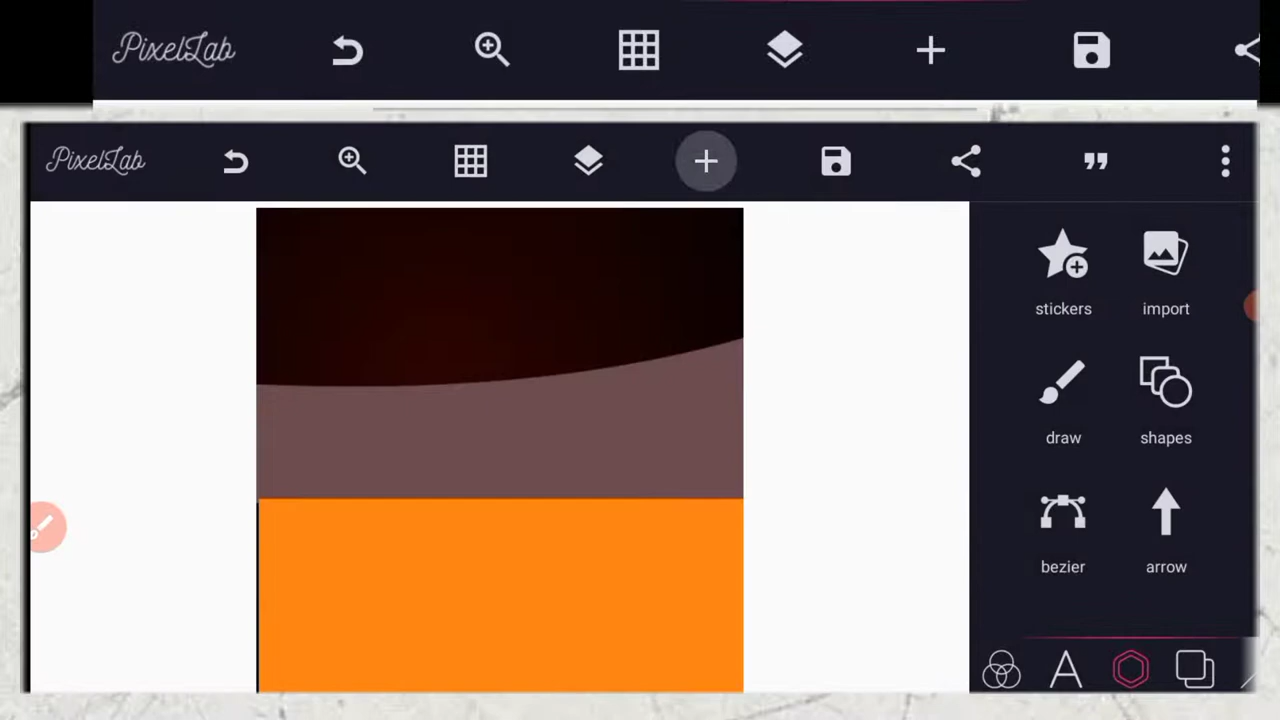 PixelLab
PixelLab
stickers import
draw shapes
bezier arrow